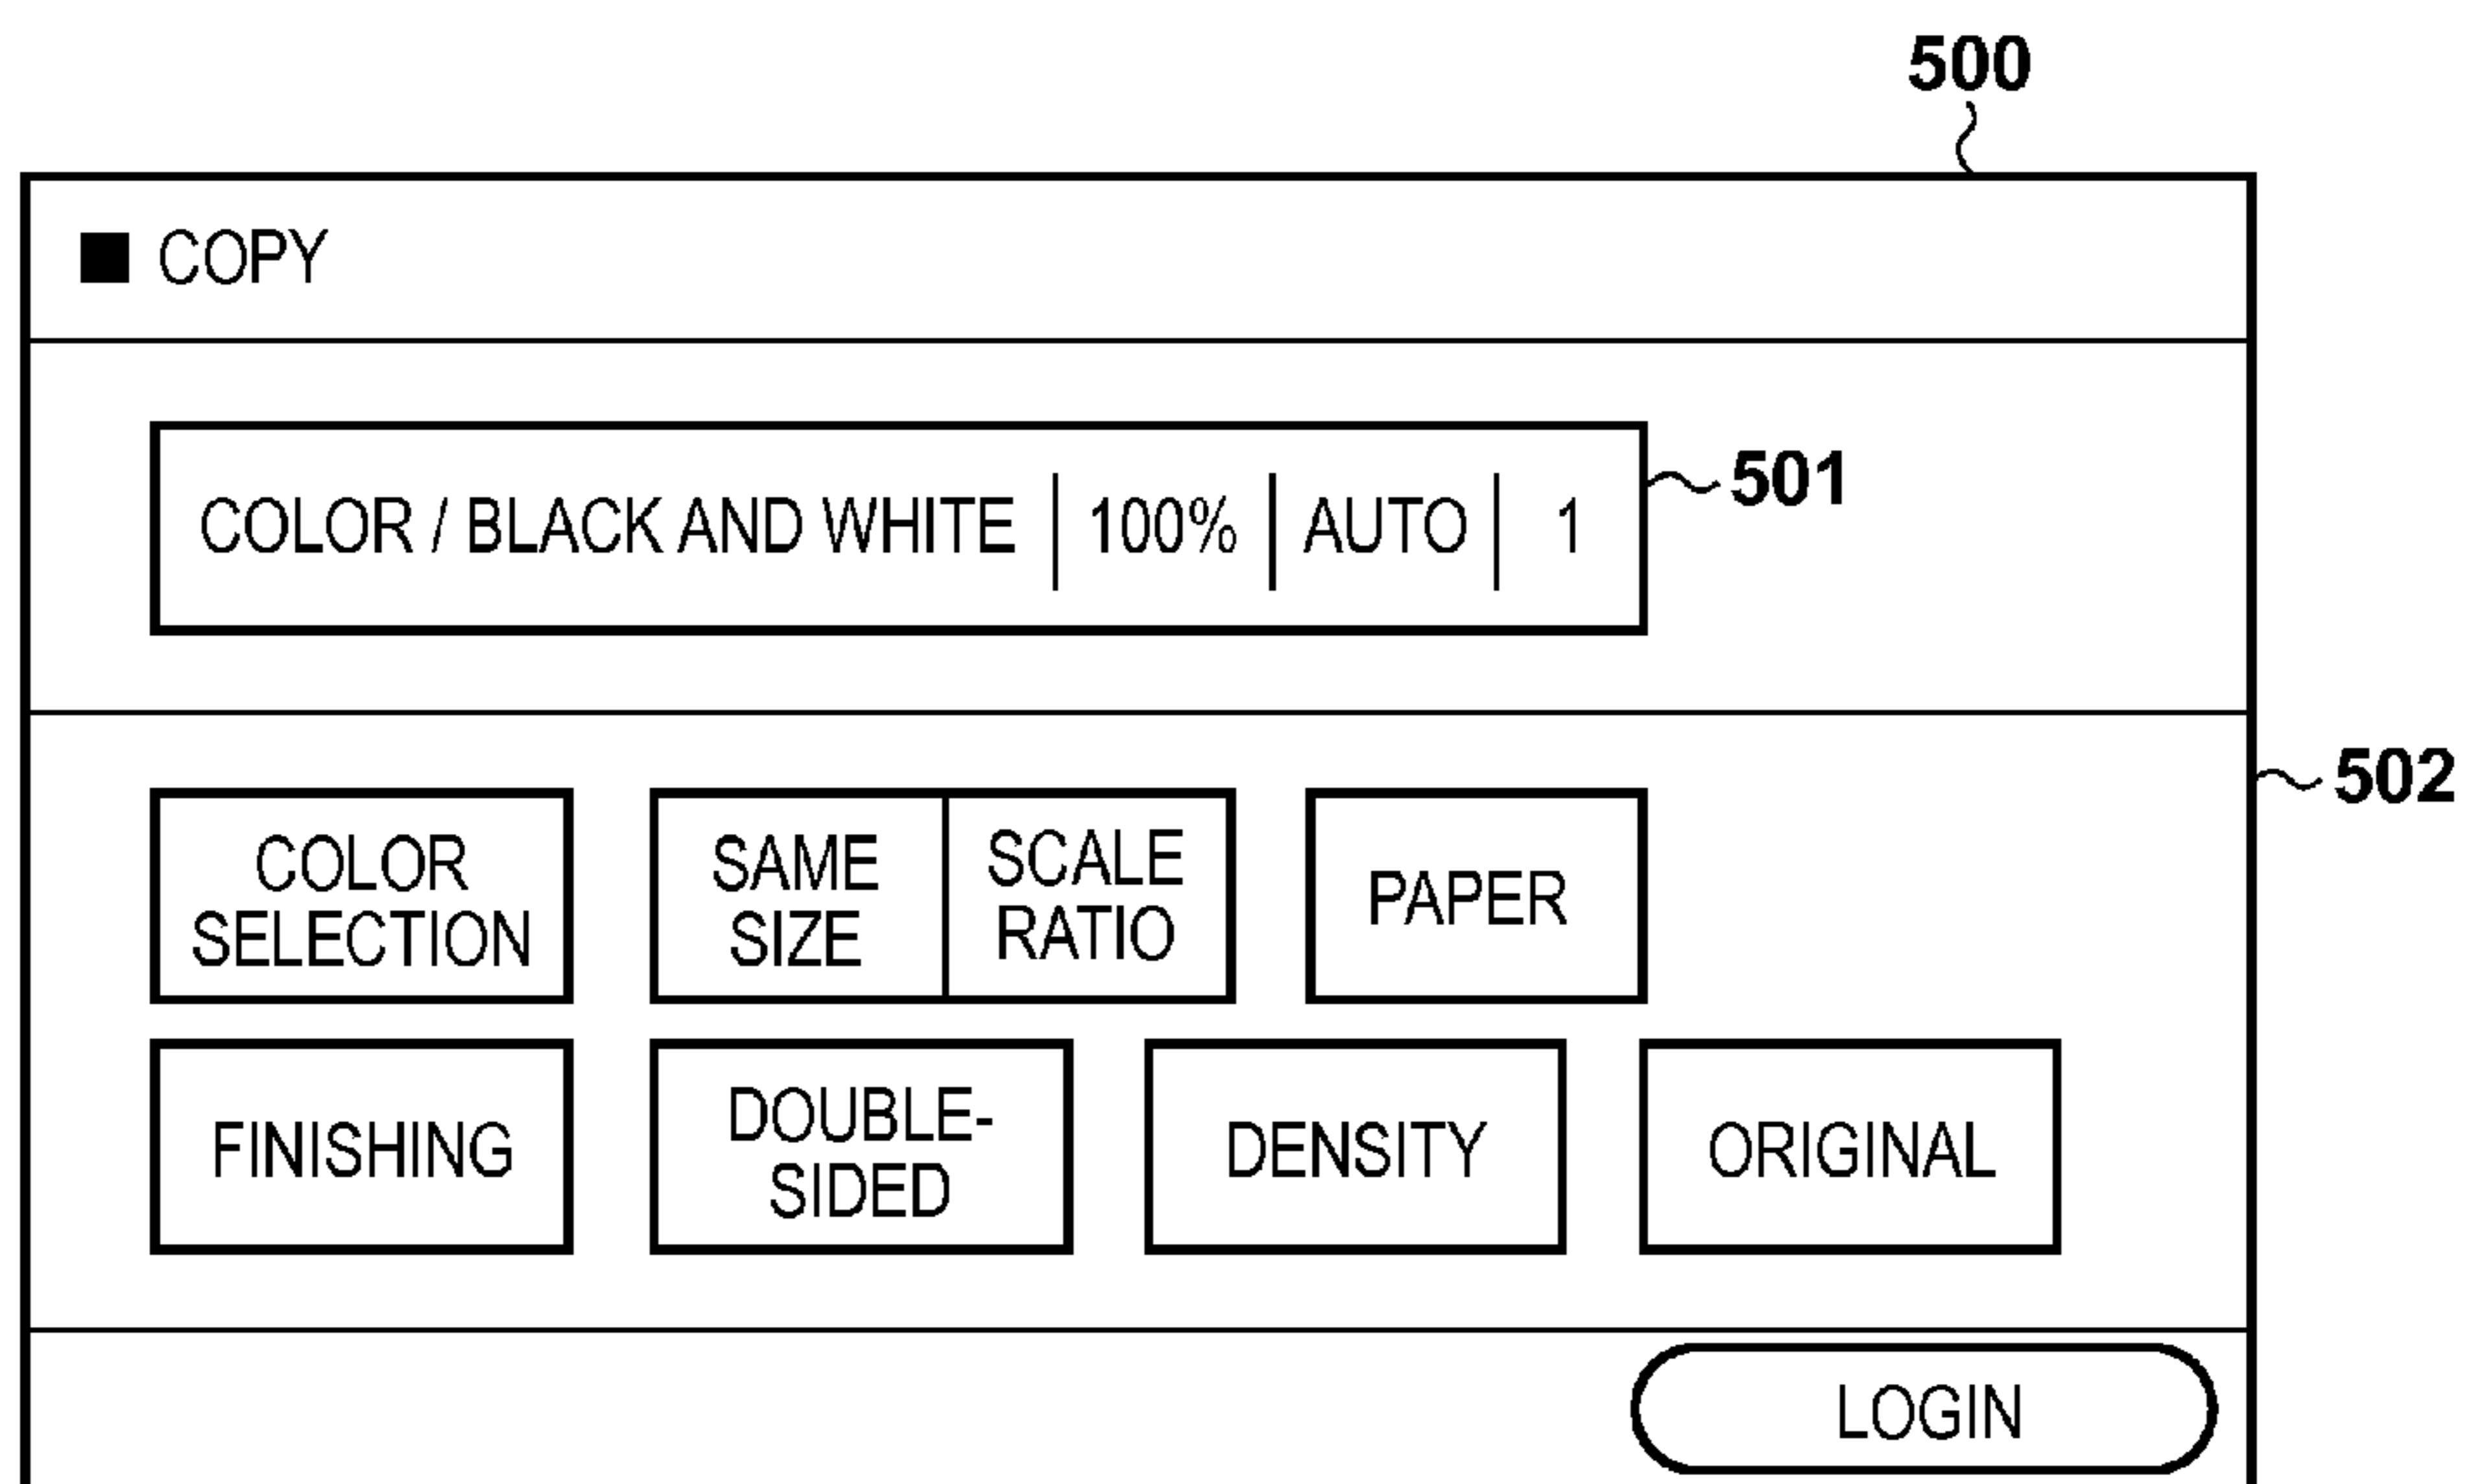 500
■ COPY
COLOR / BLACK AND WHITE | 100% | AUTO | 1
501
502
COLOR
SELECTION
SAME
SIZE
SCALE
RATIO
PAPER
FINISHING
DOUBLE-
SIDED
DENSITY
ORIGINAL
LOGIN